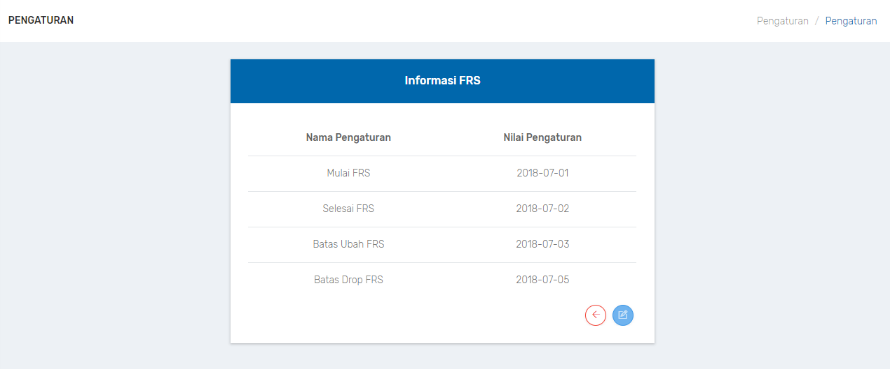 PENGATURAN
Pengaturan / Pengaturan
Informasi FRS
Nama Pengaturan Nilai Pengaturan
Mulai FRS 2018-07-01
Selesai FRS 2018-07-02
Batas Ubah FRS 2018-07-03
Batas Drop FRS 2018-07-05